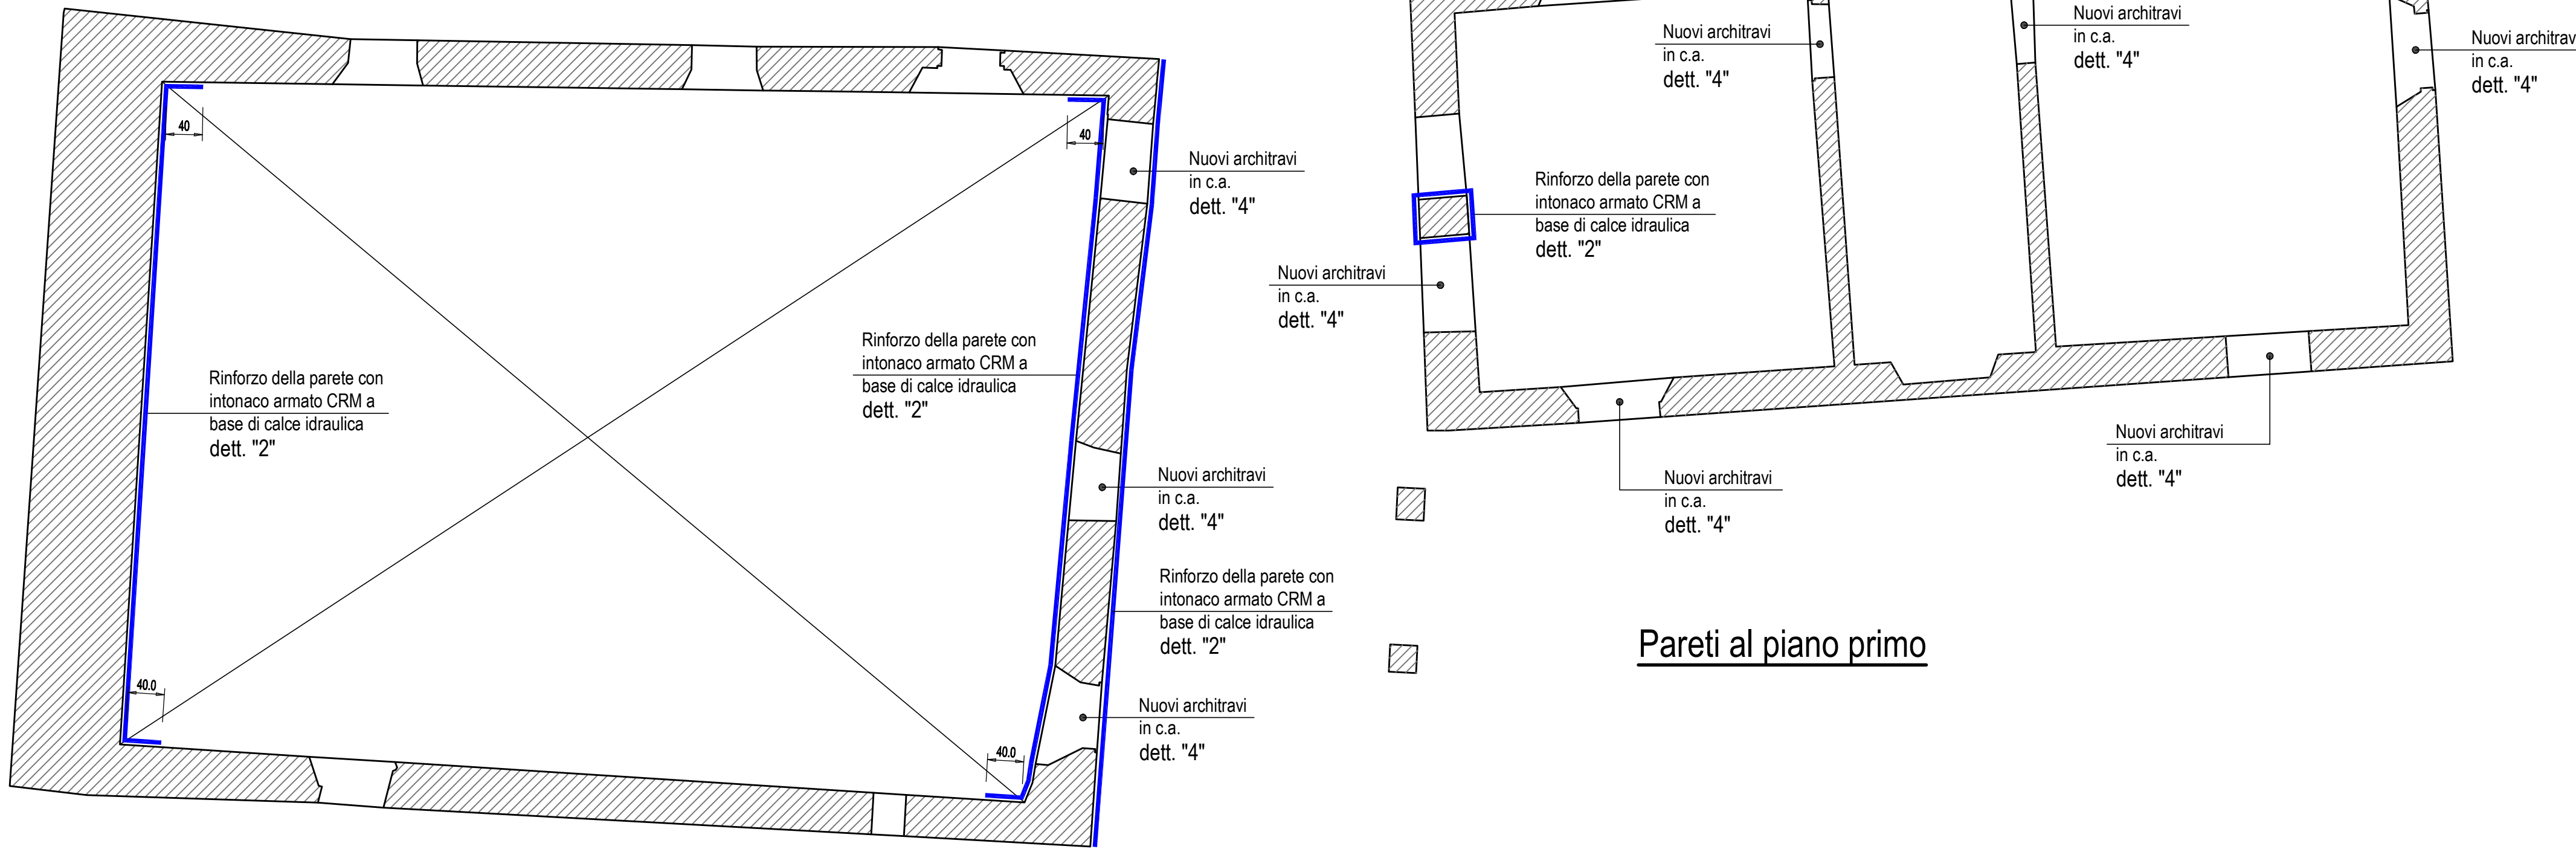 40
40
Nuovi architravi
in c.a.
dett. "4"
Rinforzo della parete con
intonaco armato CRM a
base di calce idraulica
dett. "2"
Rinforzo della parete con
intonaco armato CRM a
base di calce idraulica
dett. "2"
Nuovi architravi
in c.a.
dett. "4"
Rinforzo della parete con
intonaco armato CRM a
base di calce idraulica
dett. "2"
40.0
40.0
Nuovi architravi
in c.a.
dett. "4"
Nuovi architravi
in c.a.
dett. "4"
Nuovi architravi
in c.a.
dett. "4"
Nuovi architrav
in c.a.
dett. "4"
Rinforzo della parete con
intonaco armato CRM a
base di calce idraulica
dett. "2"
Nuovi architravi
in c.a.
dett. "4"
Nuovi architravi
in c.a.
dett. "4"
Nuovi architravi
in c.a.
dett. "4"
Pareti al piano primo